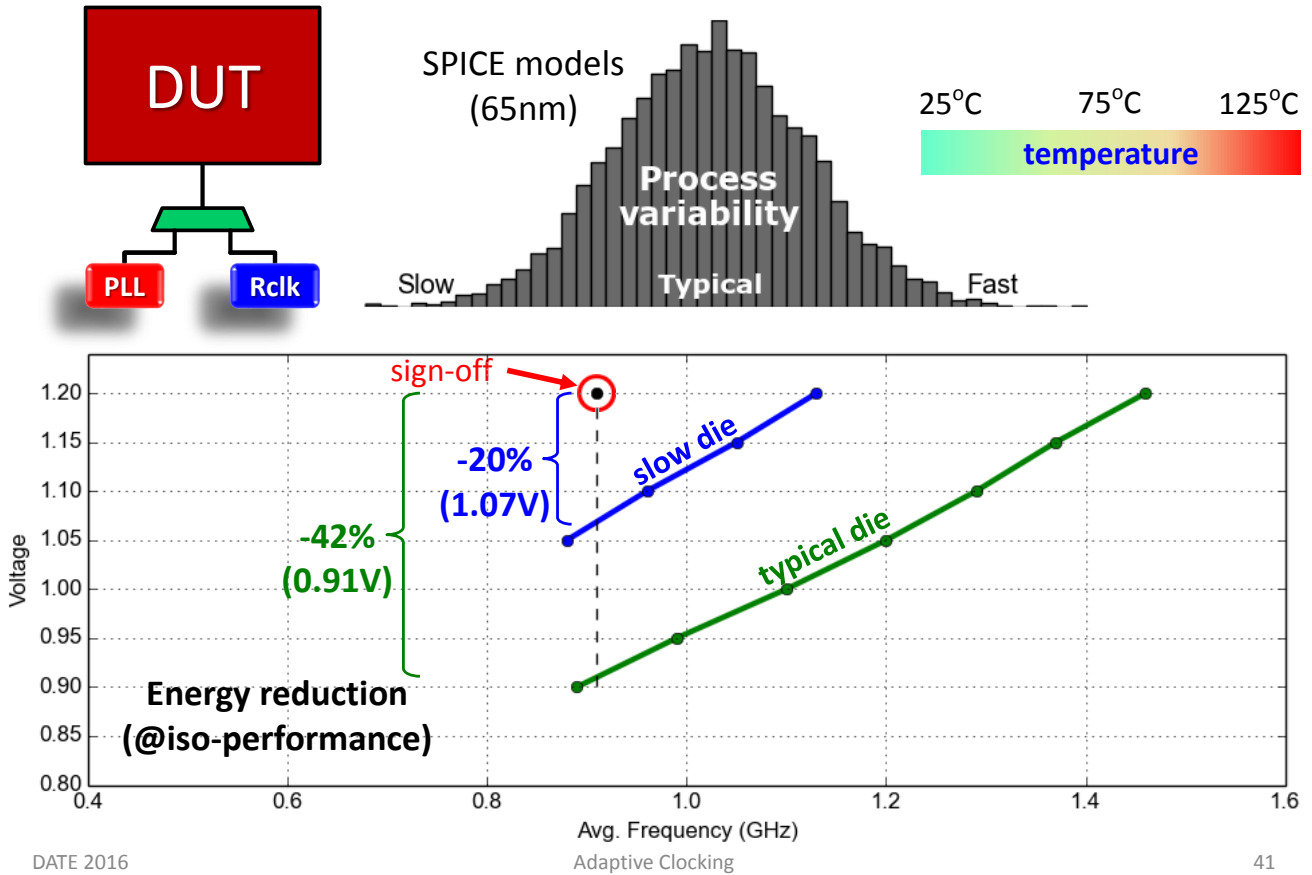 DUT
PLL
Rclk
SPICE models
(65nm)
Process
variability
Slow
Typical
Fast
25°C 75°C 125°C
temperature
sign-off
-20%
(1.07V)
-42%
(0.91V)
slow die
typical die
Energy reduction
(@iso-performance)
Voltage
1.20
1.15
1.10
1.05
1.00
0.95
0.90
0.85
0.80
0.4 0.6 0.8 1.0 1.2 1.4 1.6
Avg. Frequency (GHz)
DATE 2016
Adaptive Clocking
41